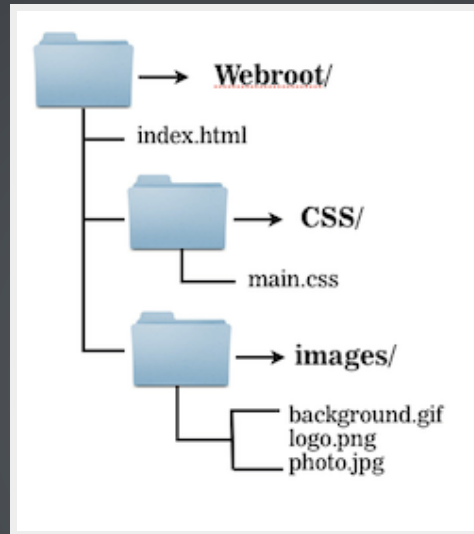 Webroot/
index.html
CSS/
main.css
images/
background.gif
logo.png
photo.jpg